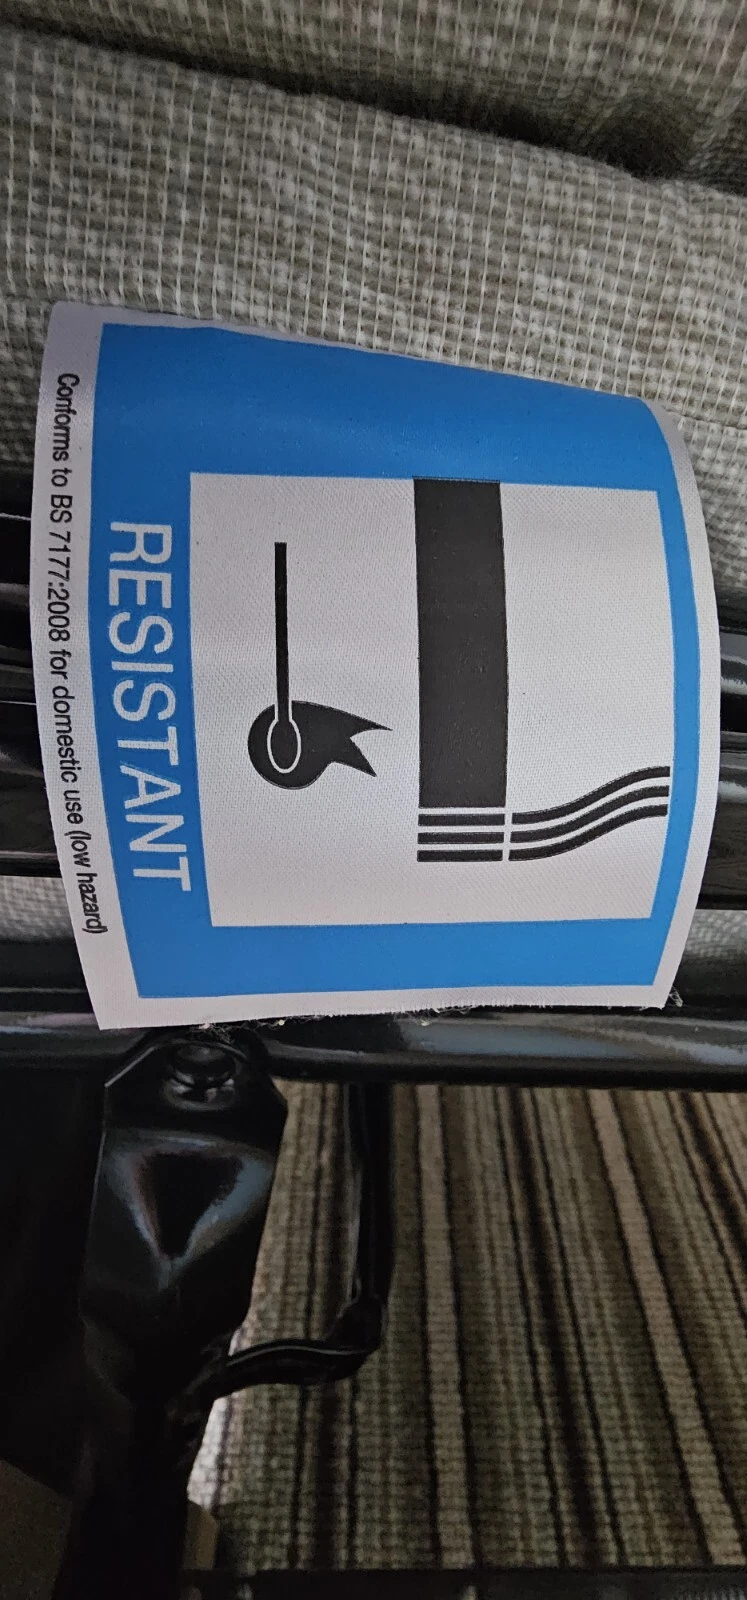 RESISTANT
Conforms to BS 7177:2008 for domestic use (low hazard)